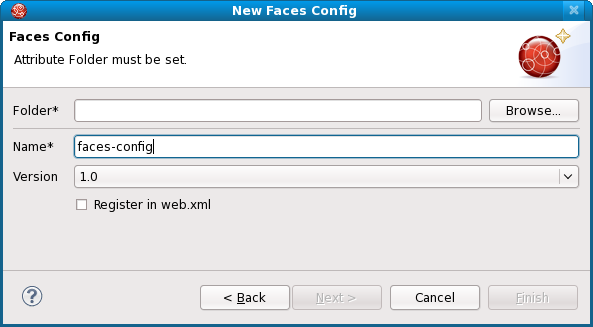 New Faces Config
Faces Config
Attribute Folder must be set.
Folder*
Browse...
Name*
faces-config
Version
1.0
Register in web.xml
?
< Back
Next >
Cancel
Finish